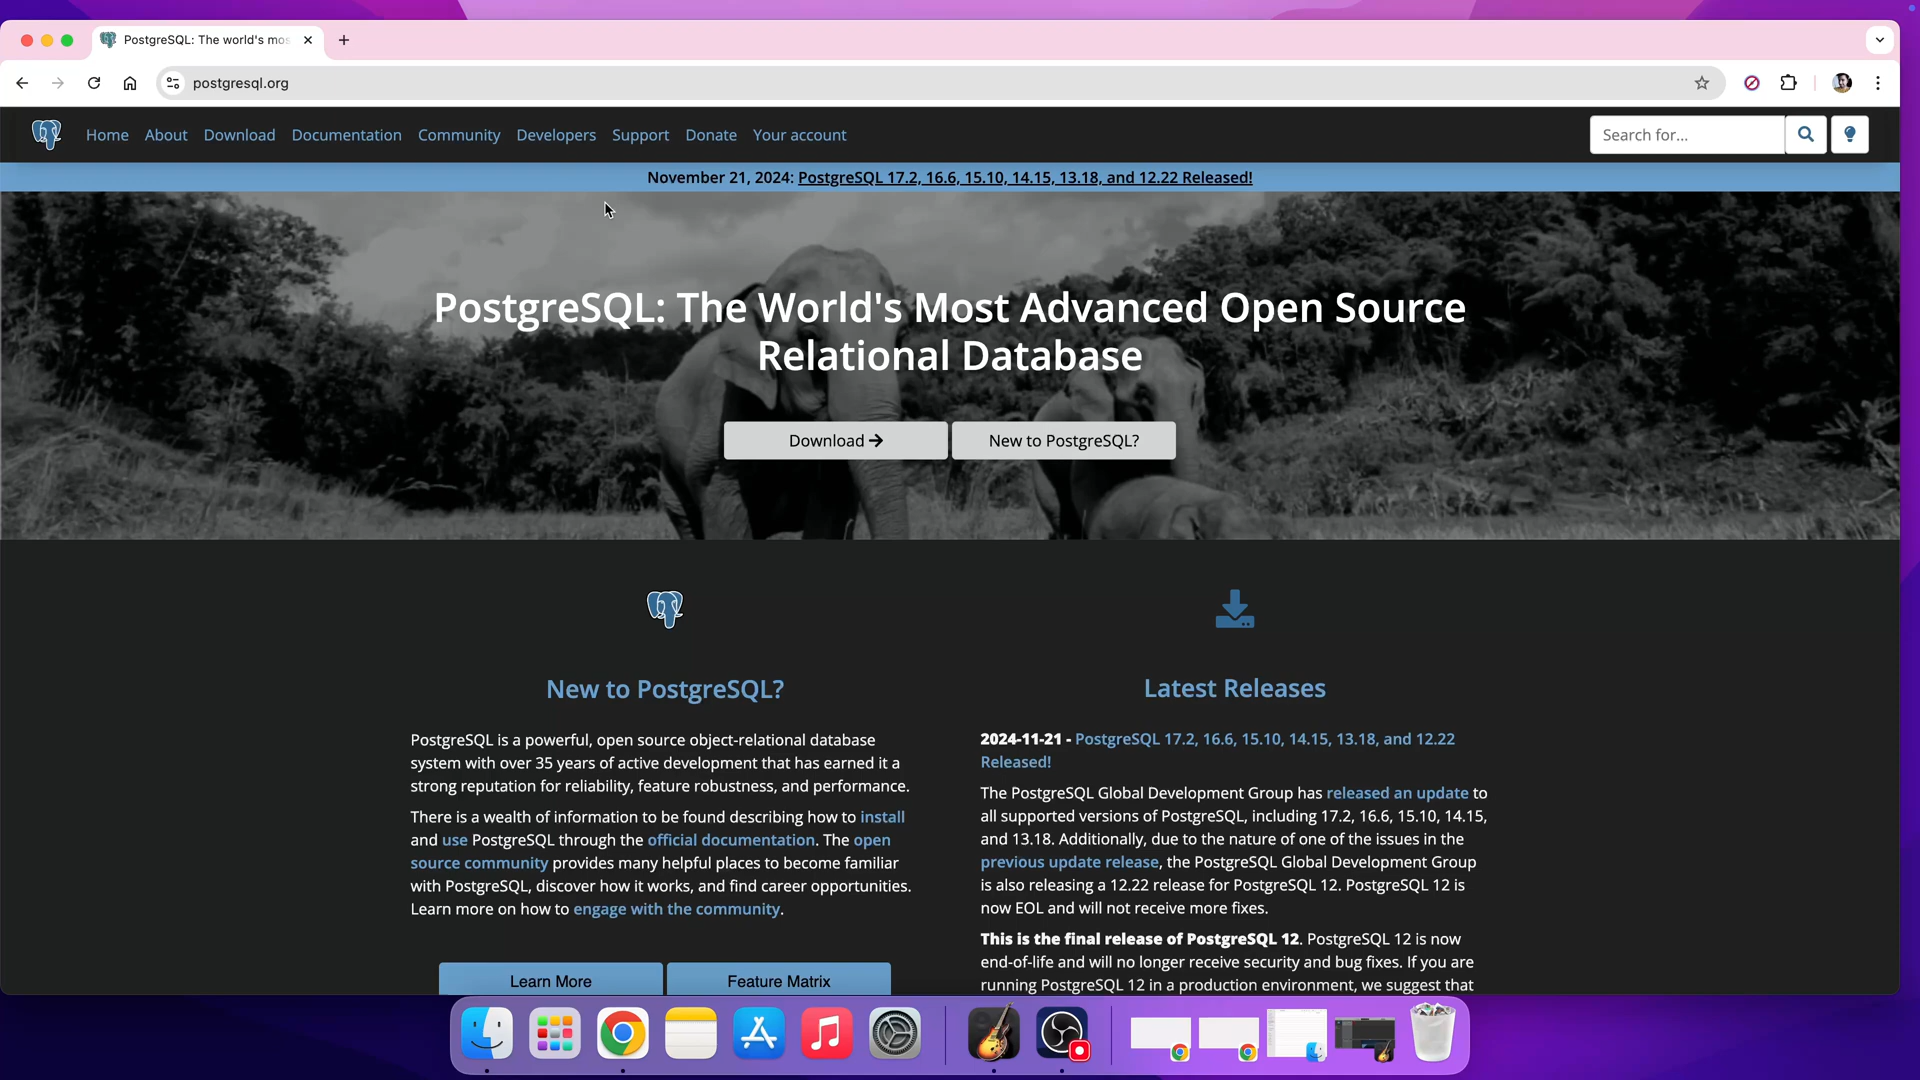 PostgreSQL: The world's mos
postgresql.org
Home About Download Documentation Community Developers Support Donate Your account
Search for...
November 21, 2024: PostgreSQL 17.2, 16.6, 15.10, 14.15, 13.18, and 12.22 Released!
PostgreSQL: The World's Most Advanced Open Source
Relational Database
Download
New to PostgreSQL?
New to PostgreSQL?
PostgreSQL is a powerful, open source object-relational database
system with over 35 years of active development that has earned it a
strong reputation for reliability, feature robustness, and performance.
There is a wealth of information to be found describing how to install
and use PostgreSQL through the official documentation. The open
source community provides many helpful places to become familiar
with PostgreSQL, discover how it works, and find career opportunities.
Learn more on how to engage with the community.
Learn More
Feature Matrix
Latest Releases
2024-11-21 - PostgreSQL 17.2, 16.6, 15.10, 14.15, 13.18, and 12.22
Released!
The PostgreSQL Global Development Group has released an update to
all supported versions of PostgreSQL, including 17.2, 16.6, 15.10, 14.15,
and 13.18. Additionally, due to the nature of one of the issues in the
previous update release, the PostgreSQL Global Development Group
is also releasing a 12.22 release for PostgreSQL 12. PostgreSQL 12 is
now EOL and will not receive more fixes.
This is the final release of PostgreSQL 12. PostgreSQL 12 is now
end-of-life and will no longer receive security and bug fixes. If you are
running PostgreSQL 12 in a production environment, we suggest that